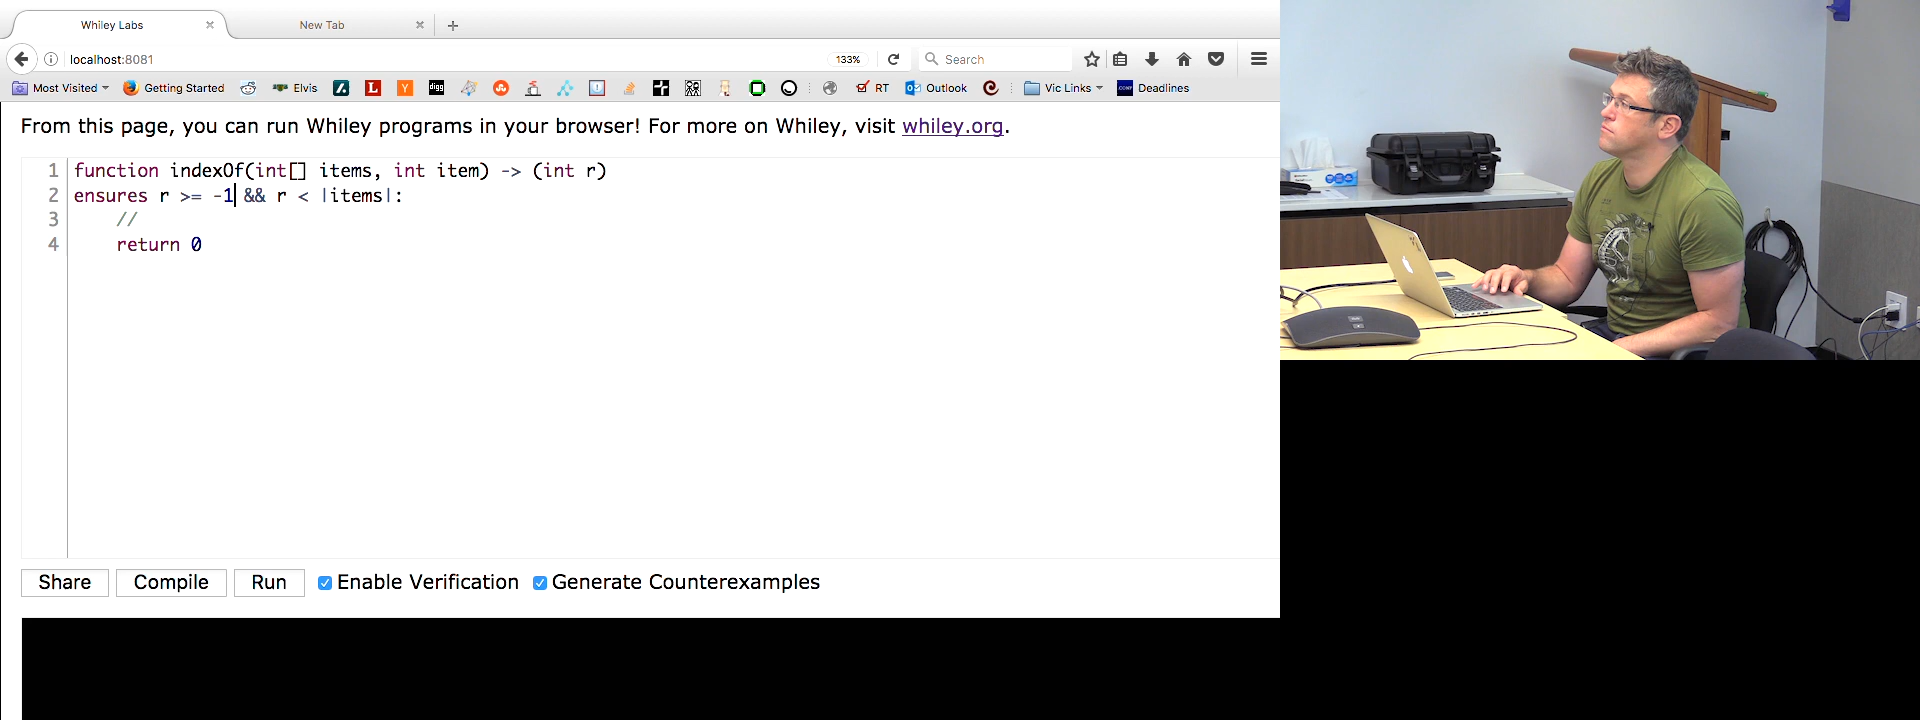 Whiley Labs
New Tab
localhost:8081
133%
Search
Most Visited
Getting Started
Elvis
L
Y
digg
RT
Outlook
Vic Links
Deadlines
From this page, you can run Whiley programs in your browser! For more on Whiley, visit whiley.org.
1 function indexOf(int[] items, int item) -> (int r)
2 ensures r >= -1 && r < |items|:
3 //
4 return 0
Share
Compile
Run
Enable Verification
Generate Counterexamples